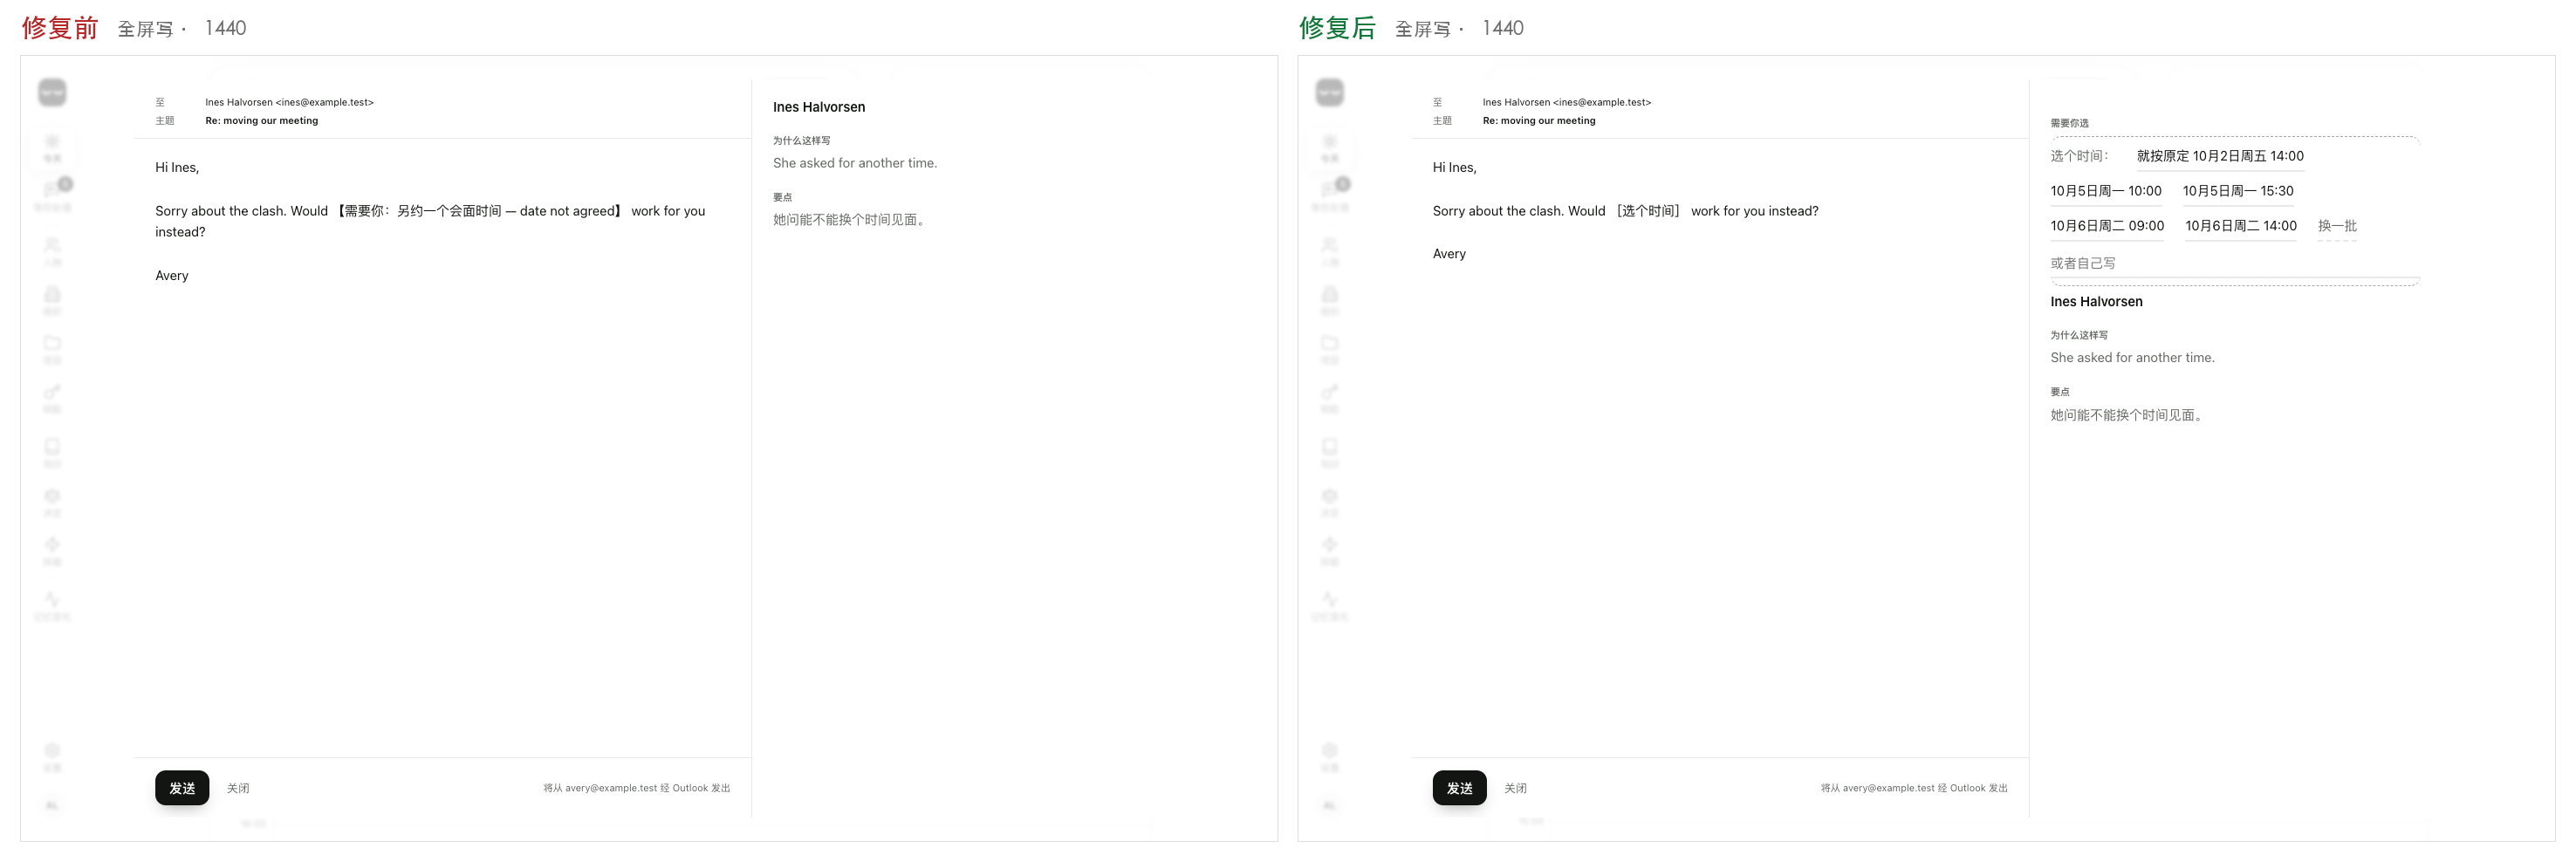 修复前 全屏写 · 1440
至 Ines Halvorsen <ines@example.test>
主题 Re: moving our meeting
Hi Ines,
Sorry about the clash. Would 【需要你：另约一个会面时间 — date not agreed】 work for you
instead?
Avery
发送 关闭 将从 avery@example.test 经 Outlook 发出
Ines Halvorsen
为什么这样写
She asked for another time.
要点
她问能不能换个时间见面。
修复后 全屏写 · 1440
至 Ines Halvorsen <ines@example.test>
主题 Re: moving our meeting
Hi Ines,
Sorry about the clash. Would ［选个时间］ work for you instead?
Avery
发送 关闭 将从 avery@example.test 经 Outlook 发出
需要你选
选个时间： 就按原定 10月2日周五 14:00
10月5日周一 10:00 10月5日周一 15:30
10月6日周二 09:00 10月6日周二 14:00 换一批
或者自己写
Ines Halvorsen
为什么这样写
She asked for another time.
要点
她问能不能换个时间见面。